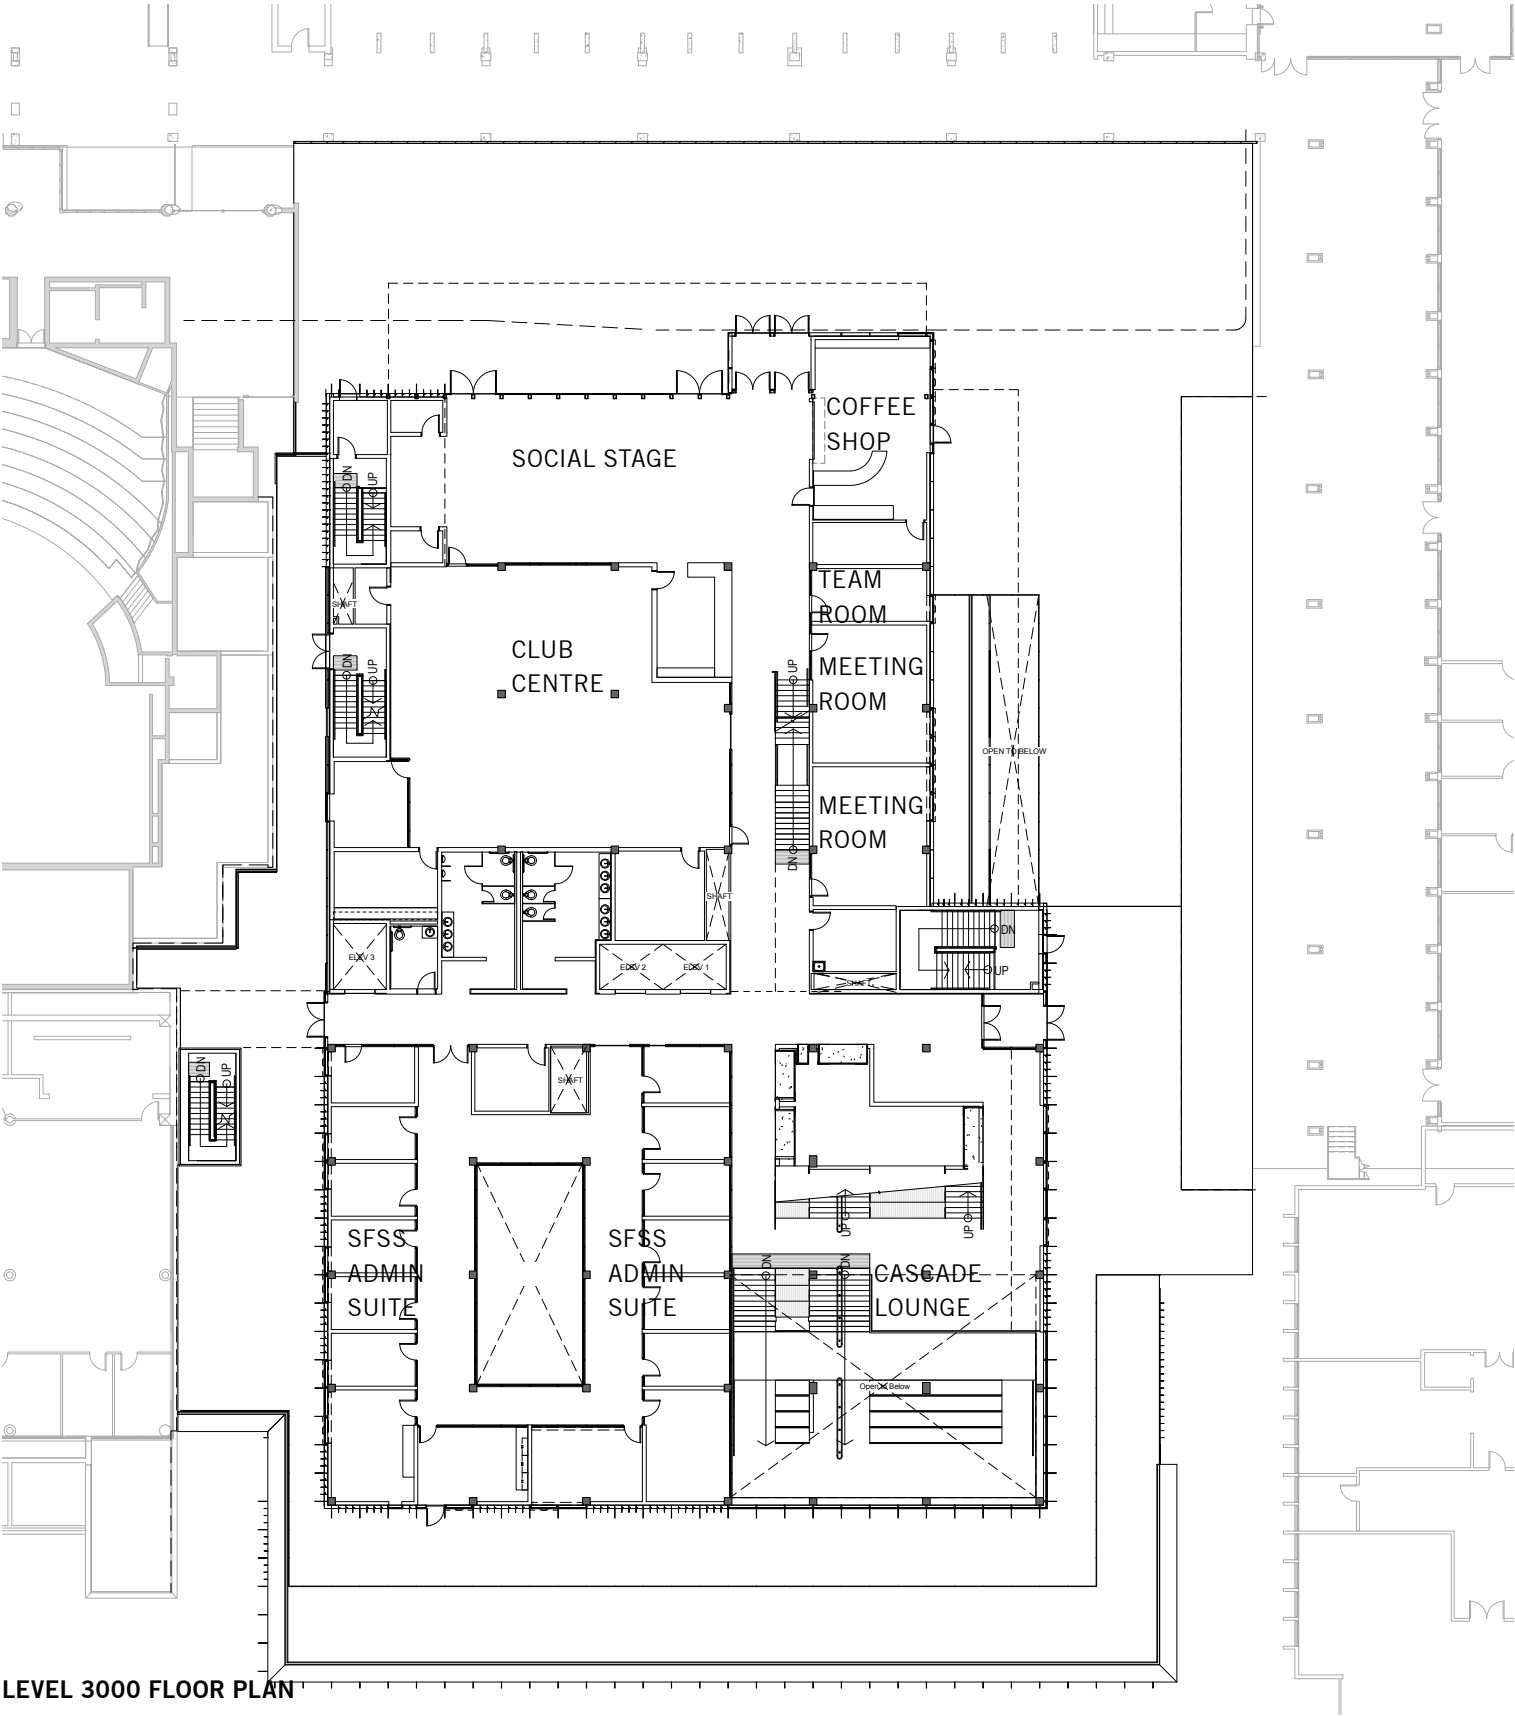 COFFEE
SHOP
SOCIAL STAGE
DN
UP
TEAM
ROOM
SHAFT
CLUB
CENTRE
DN
UP
UP
MEETING
ROOM
OPEN TO BELOW
MEETING
ROOM
DN
SHAFT
DN
ELEV 3
ELEV 2
ELEV 1
UP
SHAFT
DN
UP
SHAFT
SFSS
ADMIN
SUITE
SFSS
ADMIN
SUITE
UP
UP
DN
DN
CASCADE
LOUNGE
Open to Below
LEVEL 3000 FLOOR PLAN